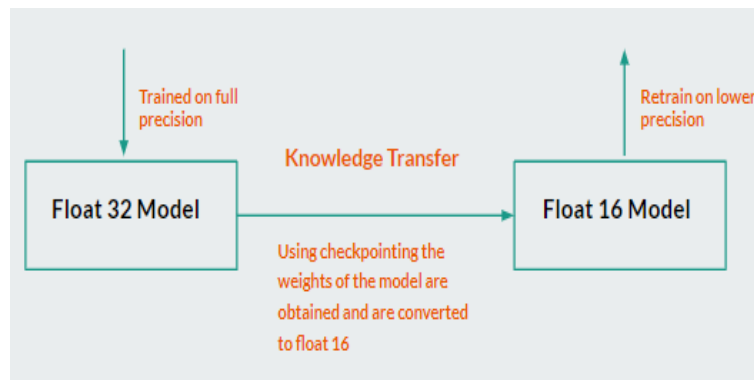 Trained on full
precision
Retrain on lower
precision
Knowledge Transfer
Float 32 Model
Float 16 Model
Using checkpointing the
weights of the model are
obtained and are converted
to float 16